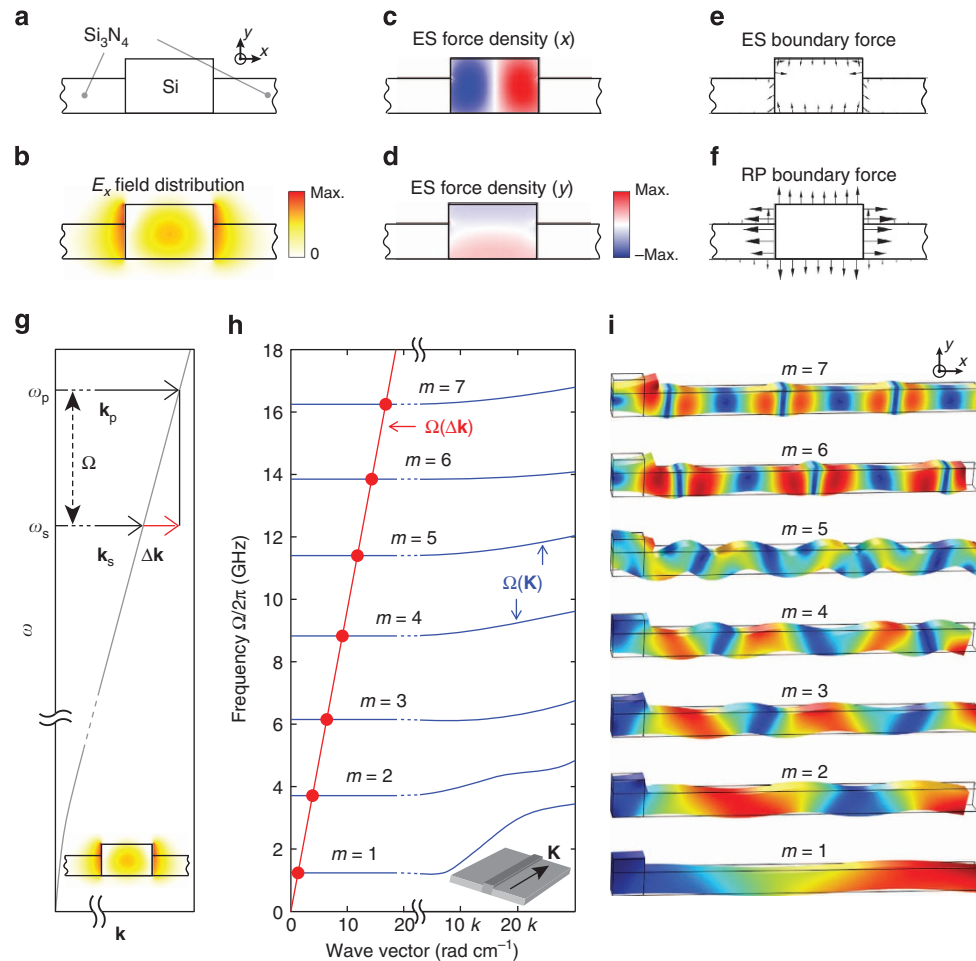 a
Si₃N₄
y
x
Si
c
ES force density (x)
e
ES boundary force
b
Eₓ field distribution
Max.
0
d
ES force density (y)
Max.
–Max.
f
RP boundary force
g
ωₚ
kₚ
Ω
ωₛ
kₛ
Δk
ω
k
h
18
16
14
12
10
8
6
4
2
0
Frequency Ω/2π (GHz)
m = 7
Ω(Δk)
m = 6
m = 5
Ω(K)
m = 4
m = 3
m = 2
m = 1
K
0
10
20
10 k
20 k
Wave vector (rad cm⁻¹)
i
y
x
m = 7
m = 6
m = 5
m = 4
m = 3
m = 2
m = 1